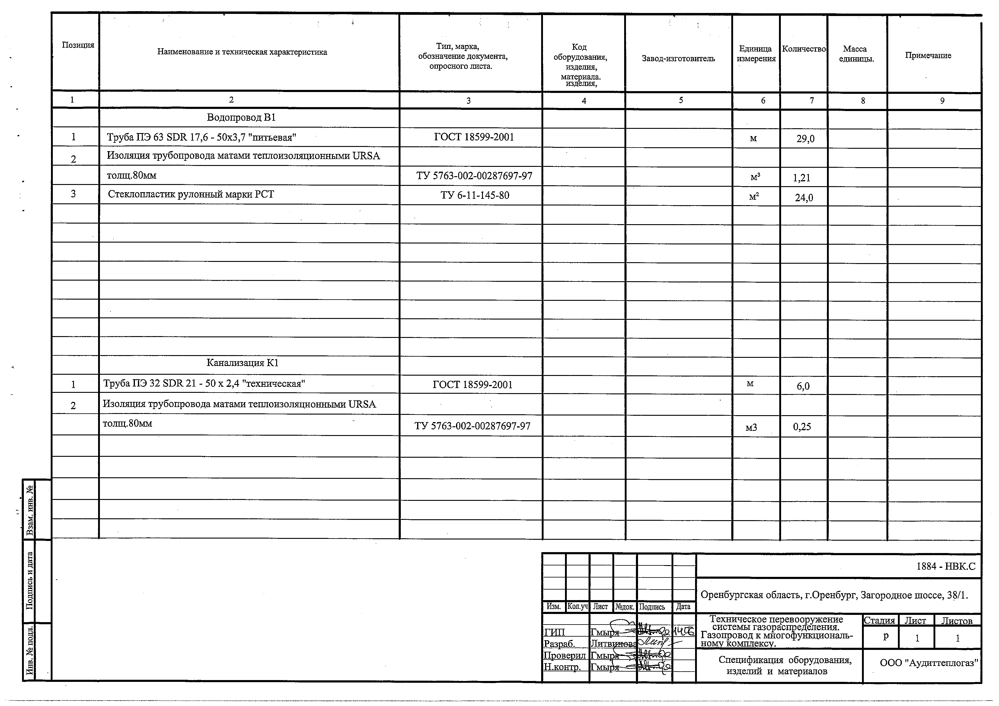 Позиция
Наименование и техническая характеристика
Тип, марка,
обозначение документа,
опросного листа.
Код
оборудования,
изделия,
материала.
изделия,
Завод-изготовитель
Единица
измерения
Количество
Масса
единицы.
Примечание
1 2 3 4 5 6 7 8 9
Водопровод В1
1 Труба ПЭ 63 SDR 17,6 - 50х3,7 "питьевая" ГОСТ 18599-2001 м 29,0
2 Изоляция трубопровода матами теплоизоляционными URSA
толщ.80мм ТУ 5763-002-00287697-97 м³ 1,21
3 Стеклопластик рулонный марки РСТ ТУ 6-11-145-80 м² 24,0
Канализация К1
1 Труба ПЭ 32 SDR 21 - 50 х 2,4 "техническая" ГОСТ 18599-2001 м 6,0
2 Изоляция трубопровода матами теплоизоляционными URSA
толщ.80мм ТУ 5763-002-00287697-97 м3 0,25
Взам. инв. №
Подпись и дата
Инв. № подл.
1884 - НВК.С
Оренбургская область, г.Оренбург, Загородное шоссе, 38/1.
Изм. Кол.уч Лист №док. Подпись Дата
ГИП Гмыря
Разраб. Литвинова
Проверил Гмыря
Н.контр. Гмыря
Техническое перевооружение
системы газораспределения.
Газопровод к многофункциональ-
ному комплексу.
Стадия Лист Листов
Р 1 1
Спецификация оборудования,
изделий и материалов
ООО "Аудиттеплогаз"